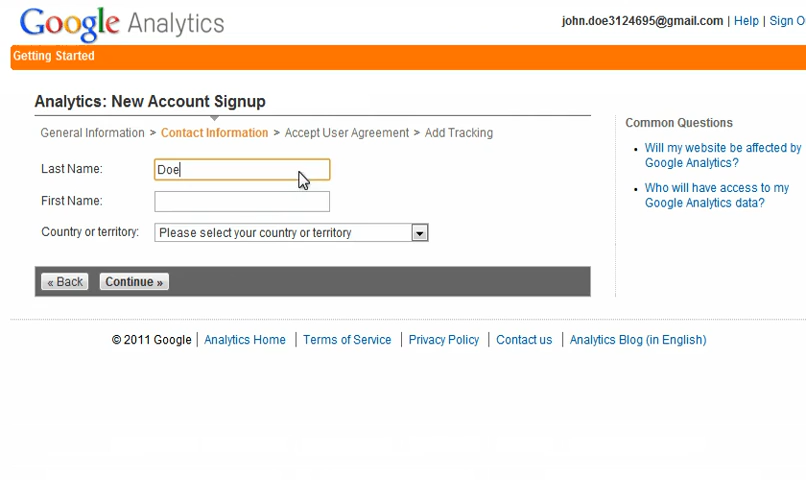 Google Analytics
john.doe3124695@gmail.com | Help | Sign O
Getting Started
Analytics: New Account Signup
General Information > Contact Information > Accept User Agreement > Add Tracking
Last Name: Doe
First Name:
Country or territory: Please select your country or territory
« Back Continue »
Common Questions
Will my website be affected by
Google Analytics?
Who will have access to my
Google Analytics data?
© 2011 Google | Analytics Home | Terms of Service | Privacy Policy | Contact us | Analytics Blog (in English)